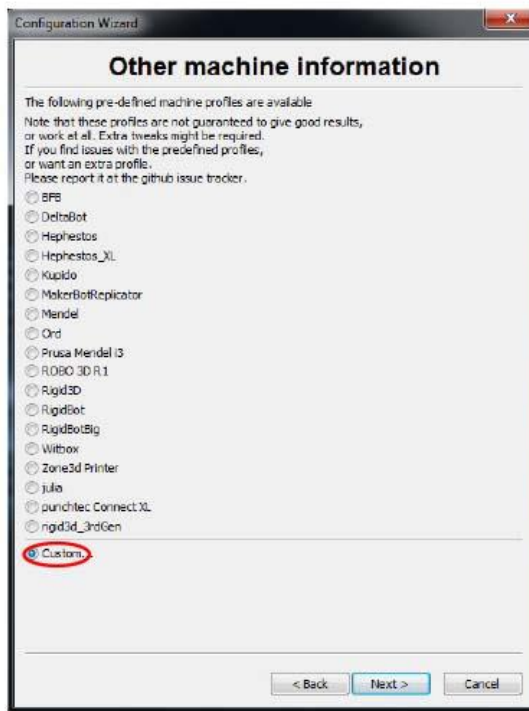 Configuration Wizard
Other machine information
The following pre-defined machine profiles are available
Note that these profiles are not guaranteed to give good results,
or work at all. Extra tweaks might be required.
If you find issues with the predefined profiles,
or want an extra profile.
Please report it at the github issue tracker.
BFB
DeltaBot
Hephestos
Hephestos_XL
Kupido
MakerBotReplicator
Mendel
Ord
Prusa Mendel i3
ROBO 3D R1
Rigid3D
RigidBot
RigidBotBig
Witbox
Zone3d Printer
julia
punchtec Connect XL
rigid3d_3rdGen
Custom...
< Back
Next >
Cancel